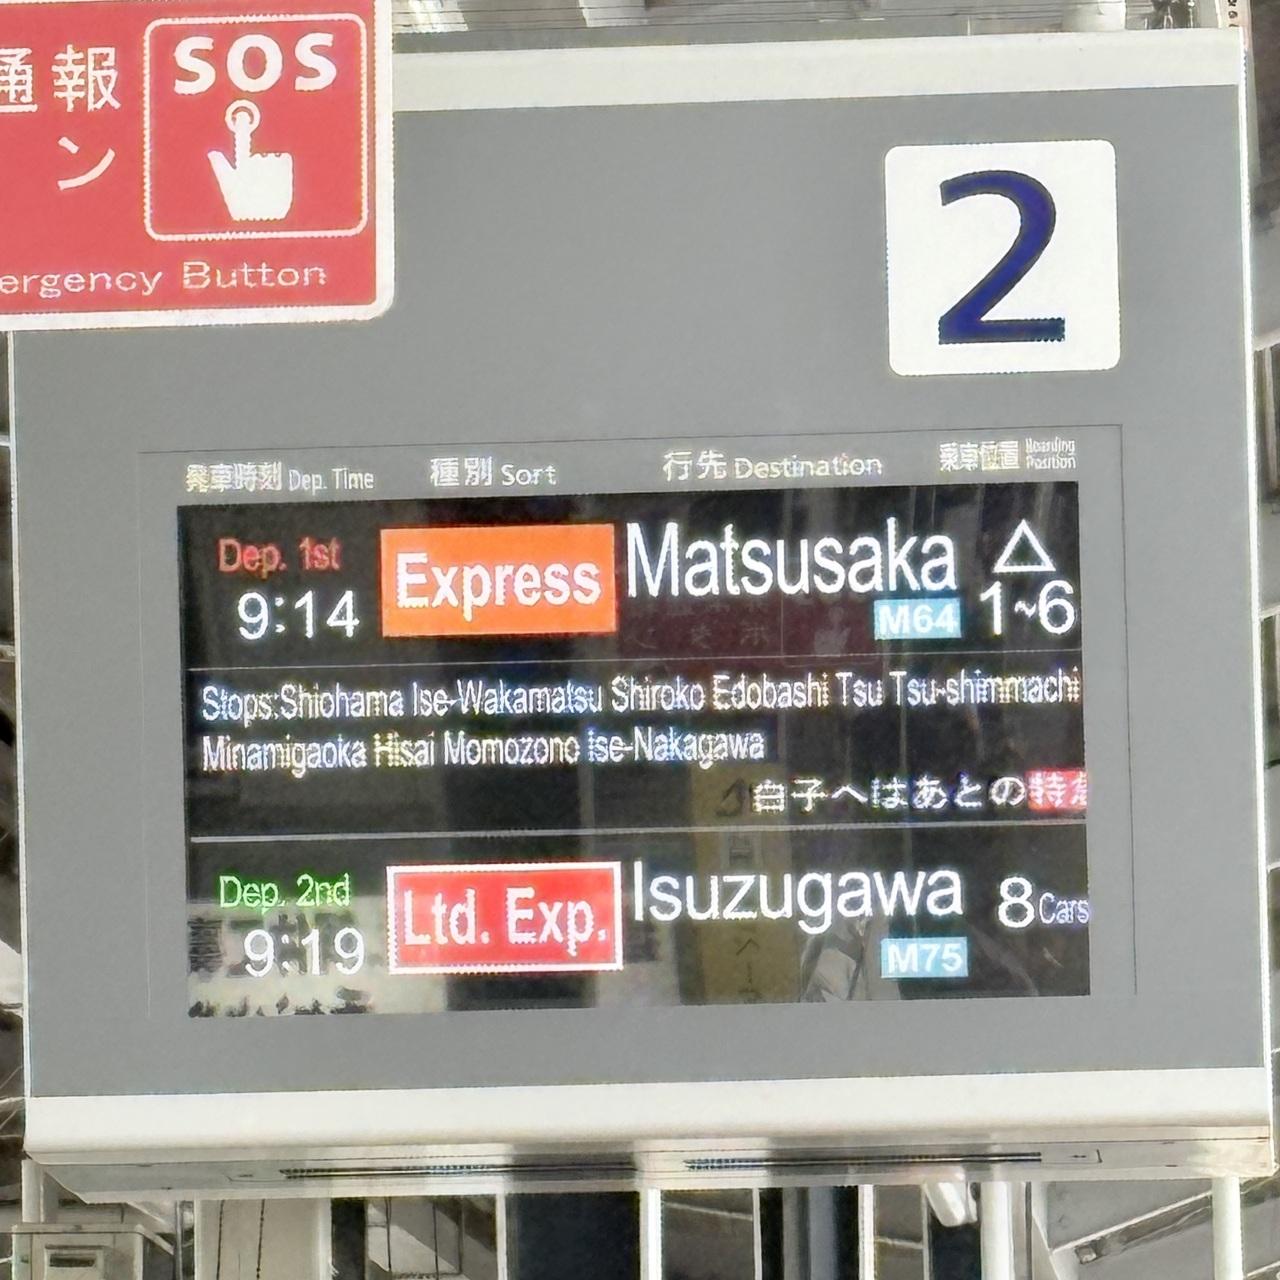 通報
SOS
ン
ergency Button
2
発車時刻 Dep. Time 種別 Sort 行先 Destination 乗車位置 Boarding Position
Dep. 1st Express Matsusaka △
9:14 M64 1~6
Stops:Shiohama Ise-Wakamatsu Shiroko Edobashi Tsu Tsu-shimmachi
Minamigaoka Hisai Momozono Ise-Nakagawa
白子へはあとの特急
Dep. 2nd Ltd. Exp. Isuzugawa 8Cars
9:19 M75